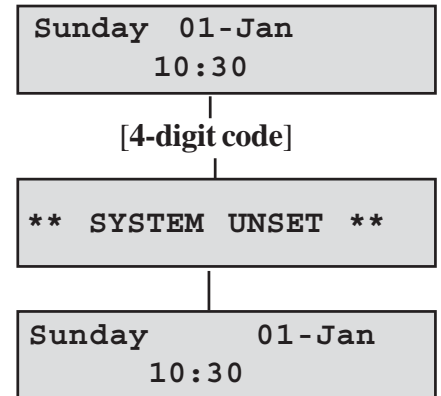 Sunday 01-Jan
10:30
[4-digit code]
** SYSTEM UNSET **
Sunday 01-Jan
10:30